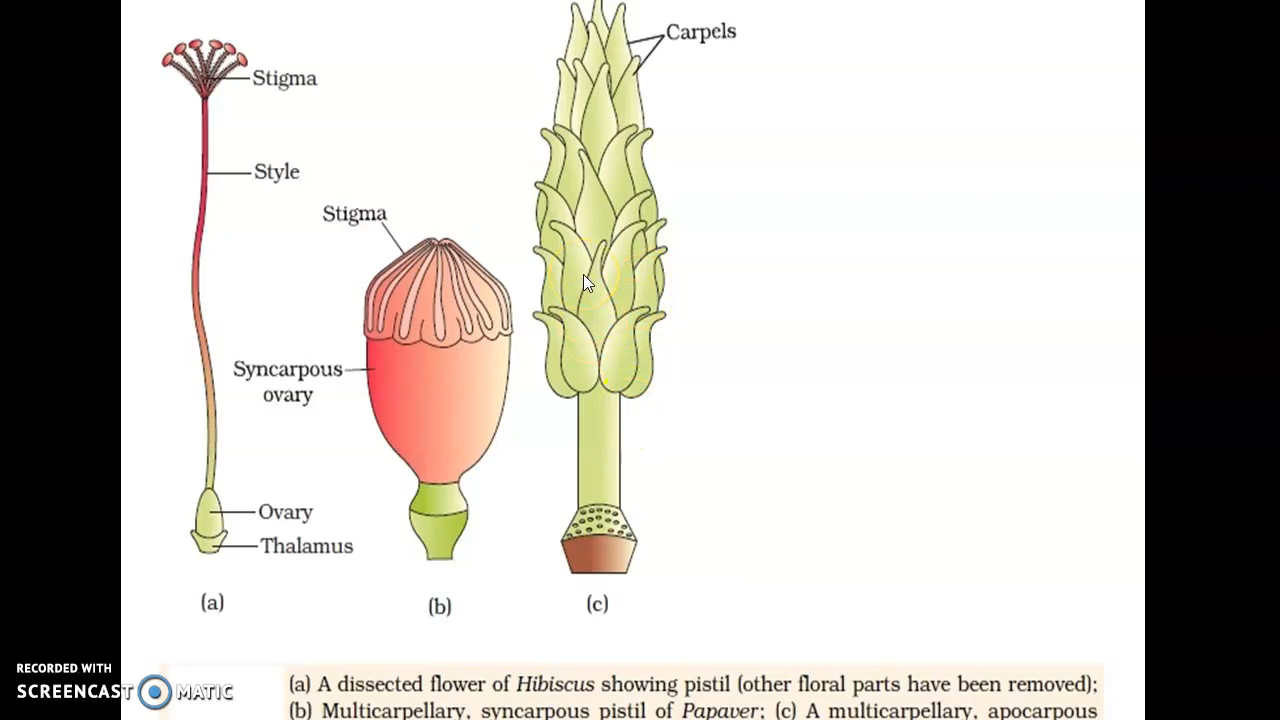 Carpels
Stigma
Style
Stigma
Syncarpous
ovary
Ovary
Thalamus
(a)
(b)
(c)
(a) A dissected flower of Hibiscus showing pistil (other floral parts have been removed);
(b) Multicarpellary, syncarpous pistil of Papaver; (c) A multicarpellary, apocarpous
RECORDED WITH
SCREENCAST MATIC